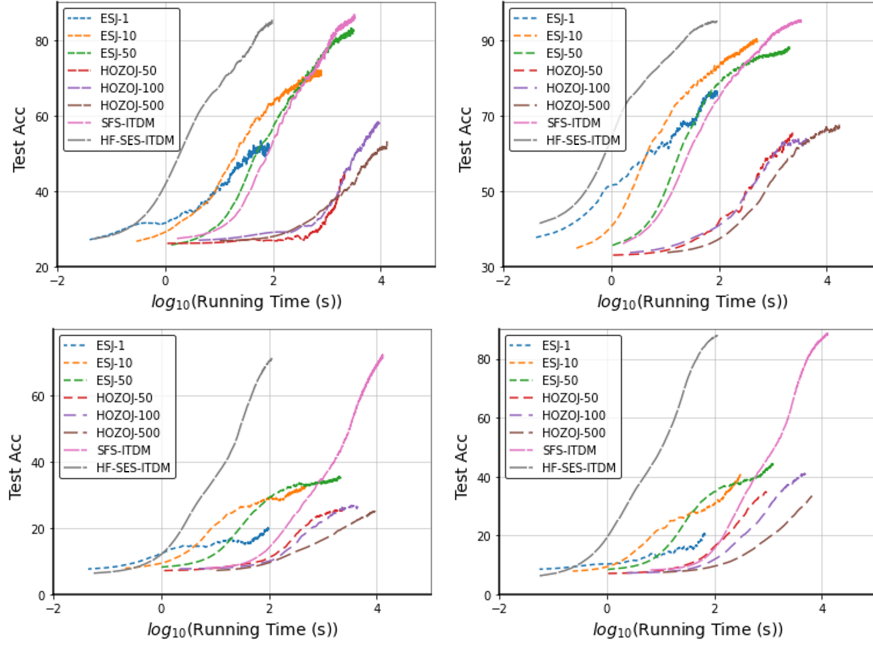 ESJ-1
ESJ-10
ESJ-50
HOZOJ-50
HOZOJ-100
HOZOJ-500
SFS-ITDM
HF-SES-ITDM
Test Acc
80
60
40
20
−2
0
2
4
log10(Running Time (s))
ESJ-1
ESJ-10
ESJ-50
HOZOJ-50
HOZOJ-100
HOZOJ-500
SFS-ITDM
HF-SES-ITDM
Test Acc
90
70
50
30
−2
0
2
4
log10(Running Time (s))
ESJ-1
ESJ-10
ESJ-50
HOZOJ-50
HOZOJ-100
HOZOJ-500
SFS-ITDM
HF-SES-ITDM
Test Acc
60
40
20
0
−2
0
2
4
log10(Running Time (s))
ESJ-1
ESJ-10
ESJ-50
HOZOJ-50
HOZOJ-100
HOZOJ-500
SFS-ITDM
HF-SES-ITDM
Test Acc
80
60
40
20
0
−2
0
2
4
log10(Running Time (s))